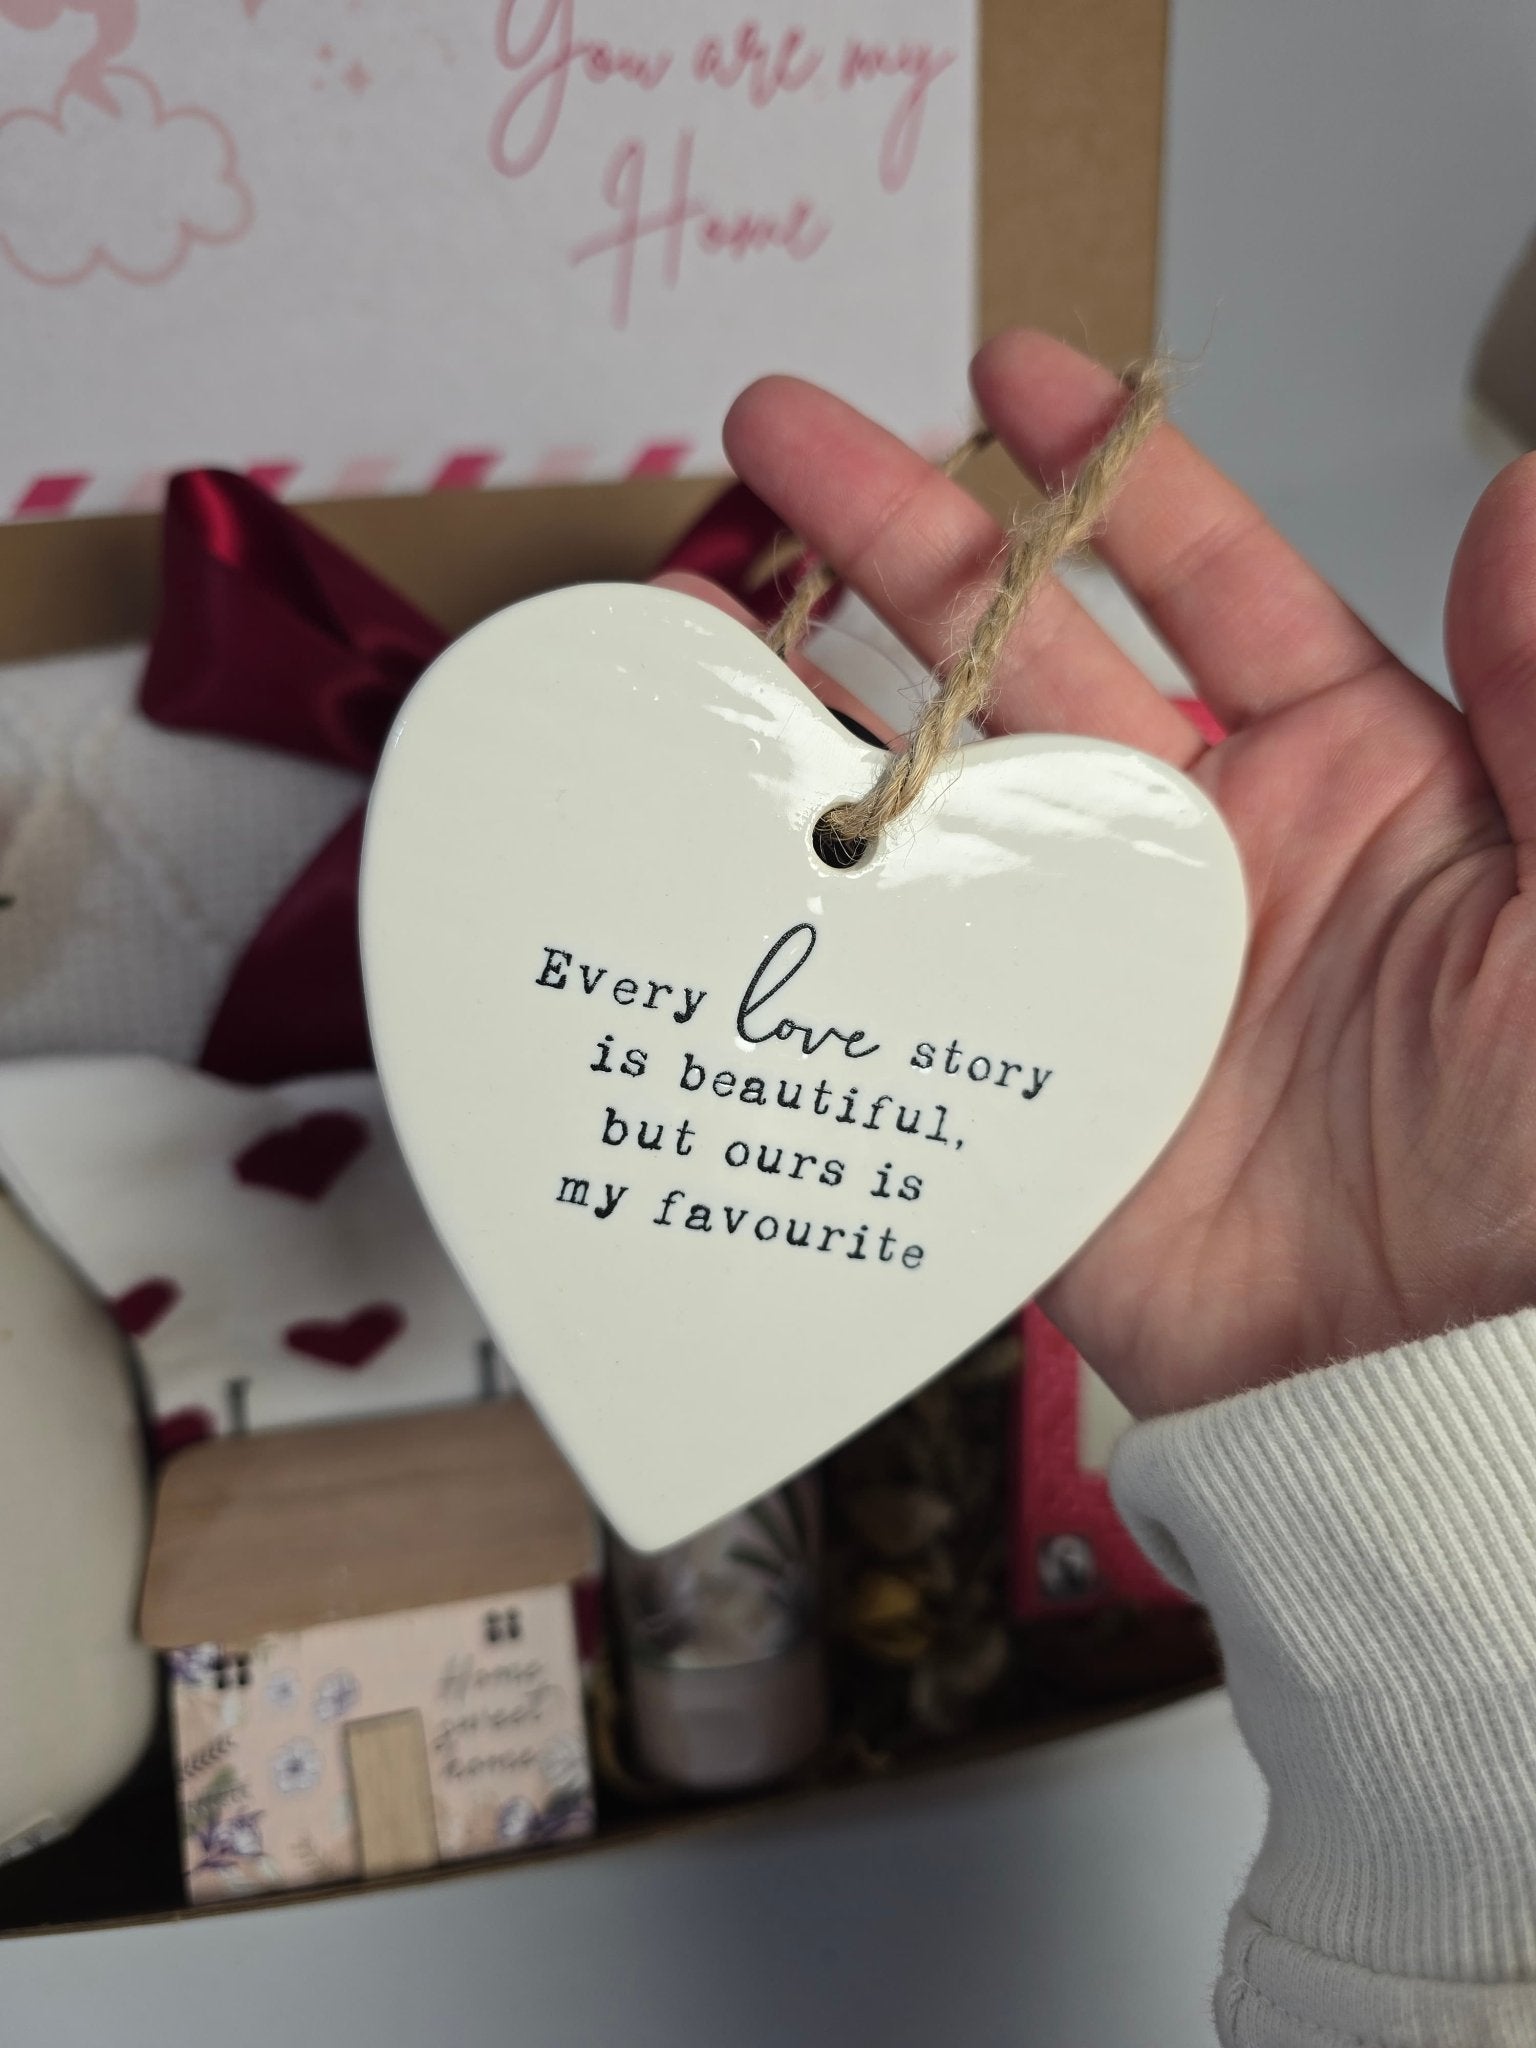 You are my
Home
Every love story
is beautiful,
but ours is
my favourite
Home
sweet
home